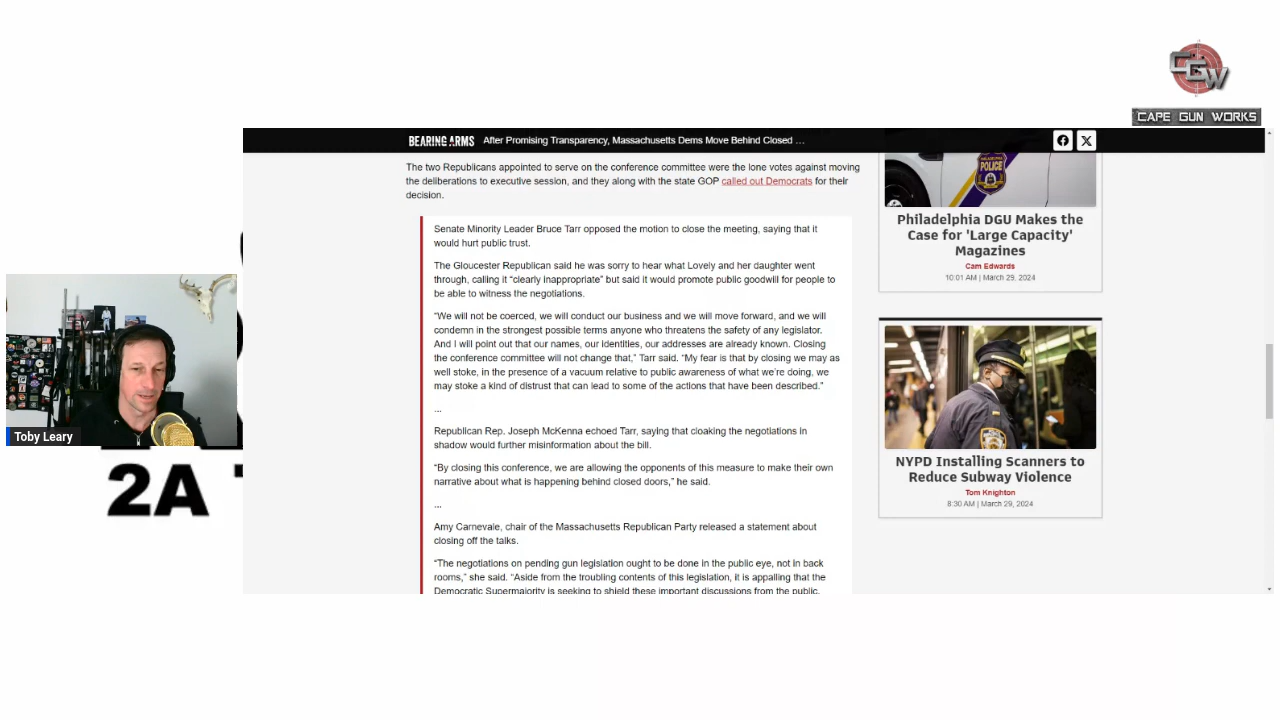 CGW
CAPE GUN WORKS
BEARING ARMS
After Promising Transparency, Massachusetts Dems Move Behind Closed ...
The two Republicans appointed to serve on the conference committee were the lone votes against moving
the deliberations to executive session, and they along with the state GOP called out Democrats for their
decision.
Senate Minority Leader Bruce Tarr opposed the motion to close the meeting, saying that it
would hurt public trust.
The Gloucester Republican said he was sorry to hear what Lovely and her daughter went
through, calling it “clearly inappropriate” but said it would promote public goodwill for people to
be able to witness the negotiations.
“We will not be coerced, we will conduct our business and we will move forward, and we will
condemn in the strongest possible terms anyone who threatens the safety of any legislator.
And I will point out that our names, our identities, our addresses are already known. Closing
the conference committee will not change that,” Tarr said. “My fear is that by closing we may as
well stoke, in the presence of a vacuum relative to public awareness of what we’re doing, we
may stoke a kind of distrust that can lead to some of the actions that have been described.”
...
Republican Rep. Joseph McKenna echoed Tarr, saying that cloaking the negotiations in
shadow would further misinformation about the bill.
“By closing this conference, we are allowing the opponents of this measure to make their own
narrative about what is happening behind closed doors,” he said.
...
Amy Carnevale, chair of the Massachusetts Republican Party released a statement about
closing off the talks.
“The negotiations on pending gun legislation ought to be done in the public eye, not in back
rooms,” she said. “Aside from the troubling contents of this legislation, it is appalling that the
Democratic Supermajority is seeking to shield these important discussions from the public.
POLICE
Philadelphia DGU Makes the
Case for 'Large Capacity'
Magazines
Cam Edwards
10:01 AM | March 29, 2024
NYPD Installing Scanners to
Reduce Subway Violence
Tom Knighton
8:30 AM | March 29, 2024
Toby Leary
2A